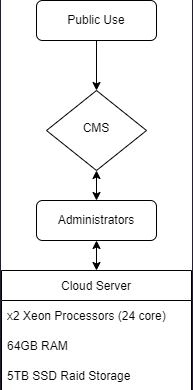 Public Use
CMS
Administrators
Cloud Server
x2 Xeon Processors (24 core)
64GB RAM
5TB SSD Raid Storage